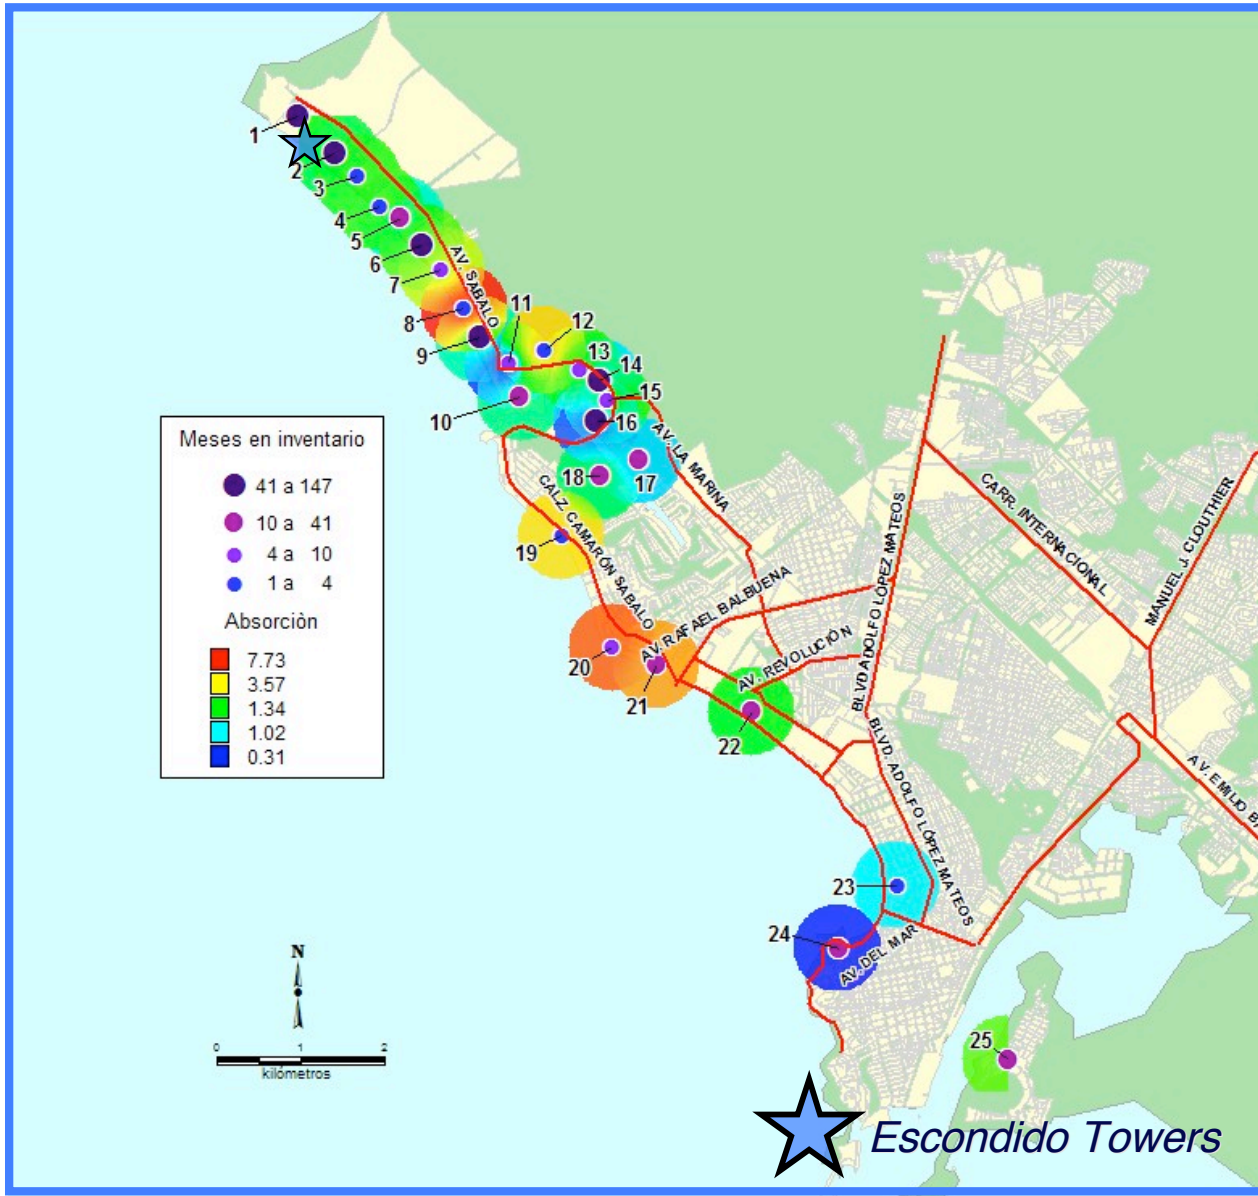 1
2
3
4
5
6
7
8
9
10
11
12
13
14
15
16
17
18
19
20
21
22
23
24
25
AV. SABALO
AV. LA MARINA
CALZ. CAMARÓN SABALO
AV. RAFAEL BALBUENA
AV. REVOLUCIÓN
BLVD ADOLFO LÓPEZ MATEOS
BLVD. ADOLFO LÓPEZ MATEOS
CARR. INTERNACIONAL
MANUEL J. CLOUTHIER
AV. EMILIO BA
AV. DEL MAR
Meses en inventario
41 a 147
10 a 41
4 a 10
1 a 4
Absorciòn
7.73
3.57
1.34
1.02
0.31
N
0 1 2
kilómetros
Escondido Towers